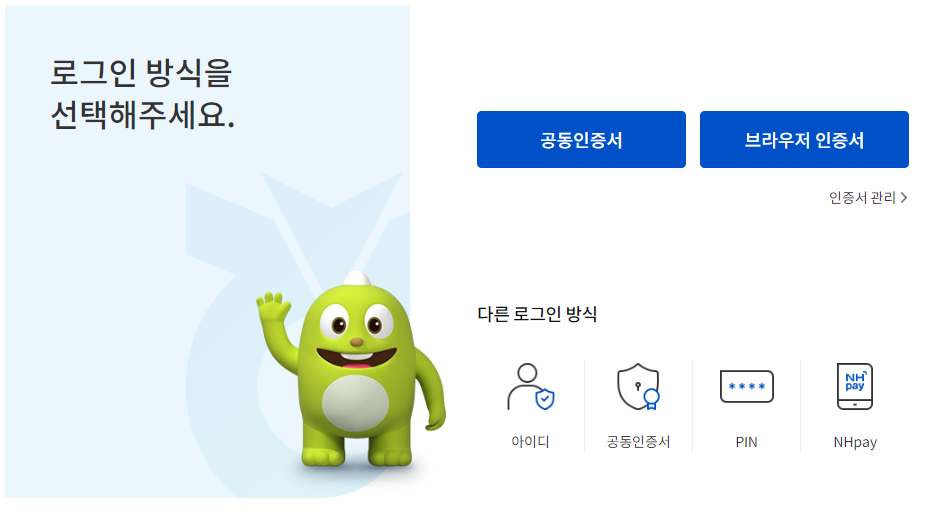 로그인 방식을
선택해주세요.
공동인증서
브라우저 인증서
인증서 관리 >
다른 로그인 방식
NH
pay
****
아이디
공동인증서
PIN
NHpay